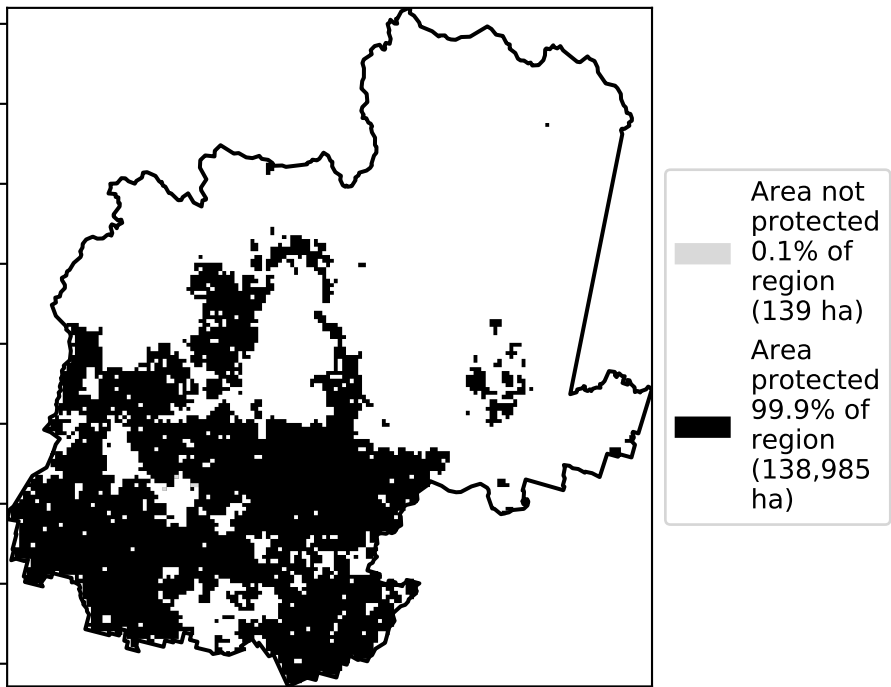 Area not
protected
0.1% of
region
(139 ha)
Area
protected
99.9% of
region
(138,985
ha)